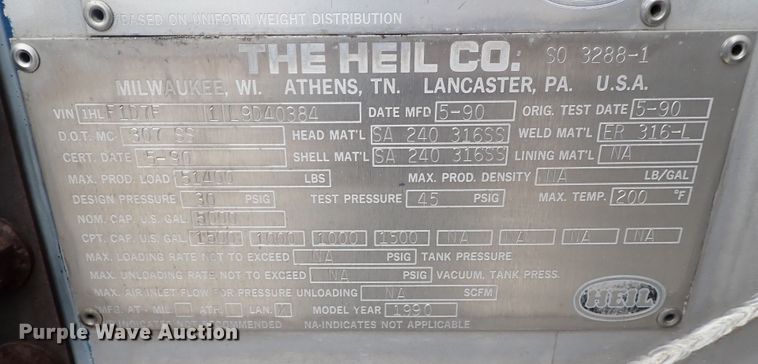 BASED ON UNIFORM WEIGHT DISTRIBUTION
THE HEIL CO. SO 3288-1
MILWAUKEE, WI. ATHENS, TN. LANCASTER, PA. U.S.A.
VIN 1HL F1D7F 1 L9D40384 DATE MFD 5-90 ORIG. TEST DATE 5-90
D.O.T. MC 307 SS HEAD MAT'L SA 240 316SS WELD MAT'L ER 316-L
CERT. DATE 5-90 SHELL MAT'L SA 240 316SS LINING MAT'L NA
MAX. PROD. LOAD 51400 LBS MAX. PROD. DENSITY NA LB/GAL
DESIGN PRESSURE 30 PSIG TEST PRESSURE 45 PSIG MAX. TEMP. 200 °F
NOM. CAP. U.S. GAL 5000
CPT. CAP. U.S. GAL 1500 1000 1000 1500 NA NA NA NA
MAX. LOADING RATE NOT TO EXCEED NA PSIG TANK PRESSURE
MAX. UNLOADING RATE NOT TO EXCEED NA PSIG VACUUM, TANK PRESS.
MAX. AIR INLET FLOW FOR PRESSURE UNLOADING NA SCFM
MFG. AT - MIL ATH LAN MODEL YEAR 1990
NA-INDICATES NOT APPLICABLE
HEIL
Purple Wave Auction